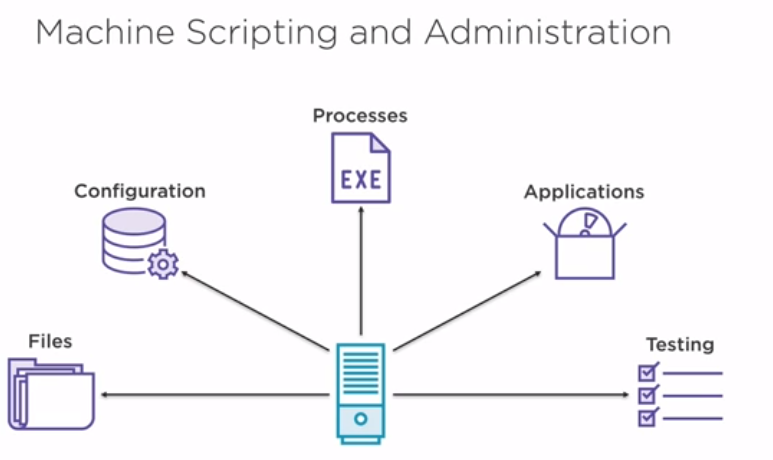 Machine Scripting and Administration
Processes
EXE
Configuration
Applications
Files
Testing